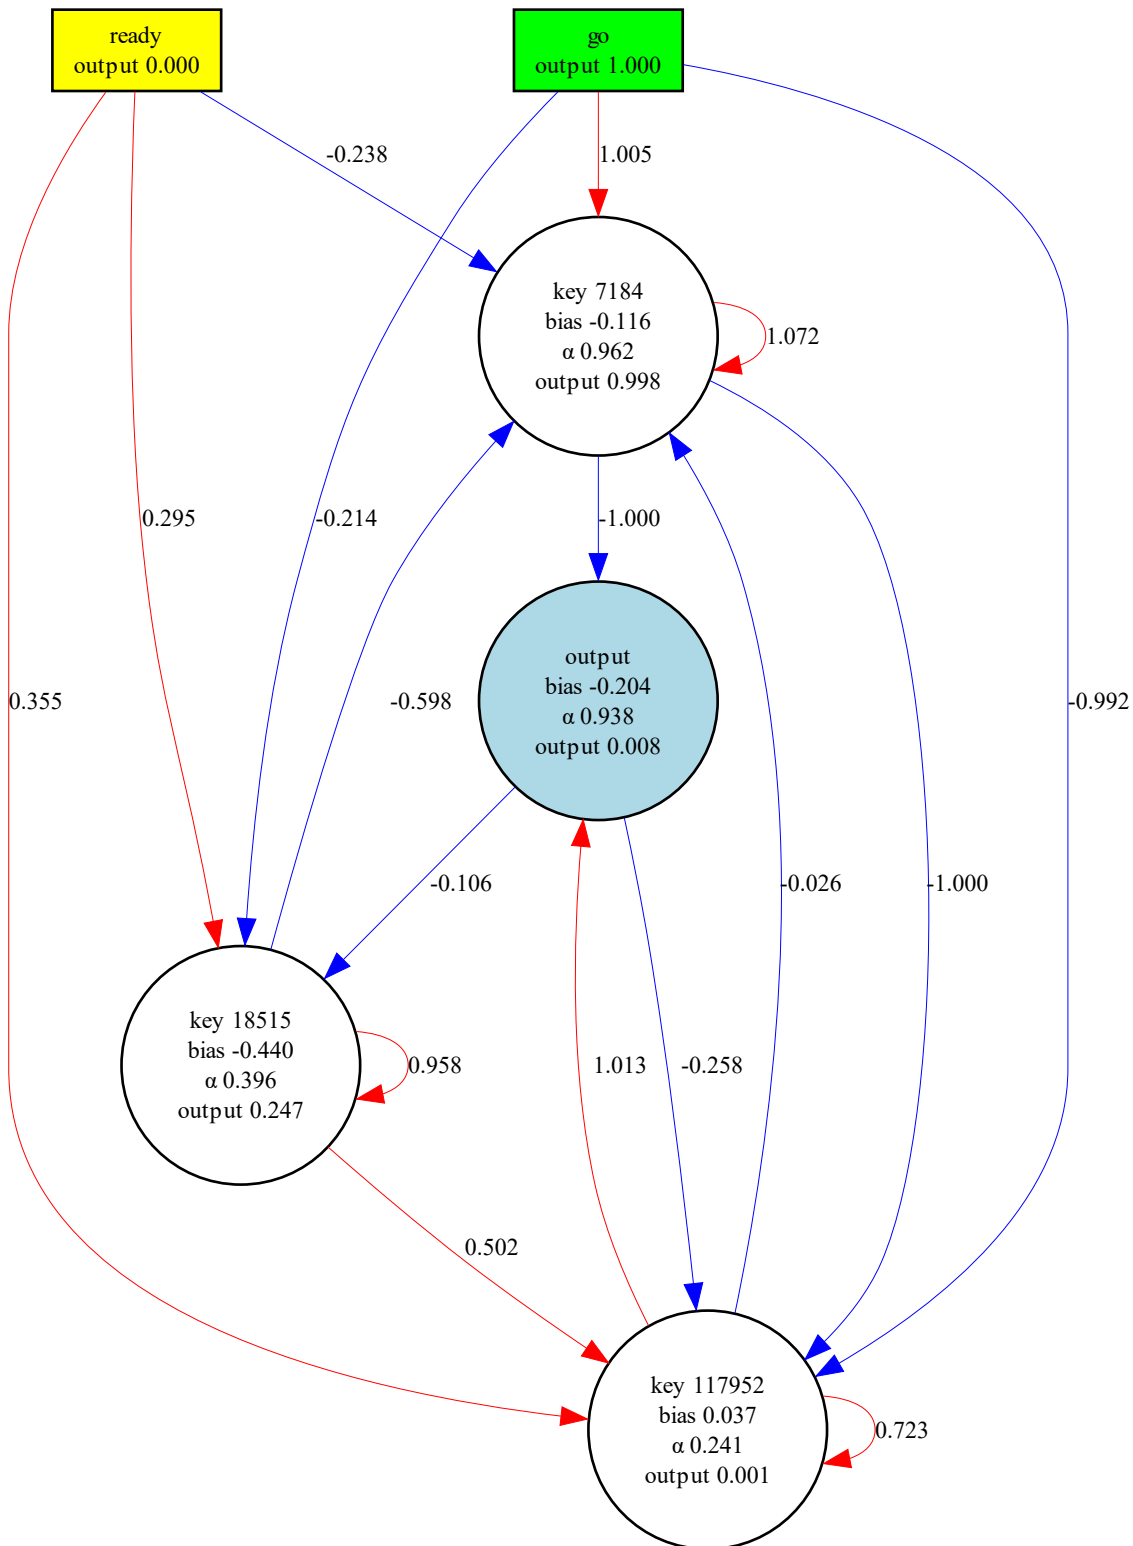 ready
output 0.000
go
output 1.000
-0.238
1.005
key 7184
bias -0.116
α 0.962
output 0.998
1.072
0.295
-0.214
-1.000
output
bias -0.204
α 0.938
output 0.008
0.355
-0.598
-0.992
-0.106
-0.026
-1.000
key 18515
bias -0.440
α 0.396
output 0.247
0.958
1.013
-0.258
0.502
key 117952
bias 0.037
α 0.241
output 0.001
0.723